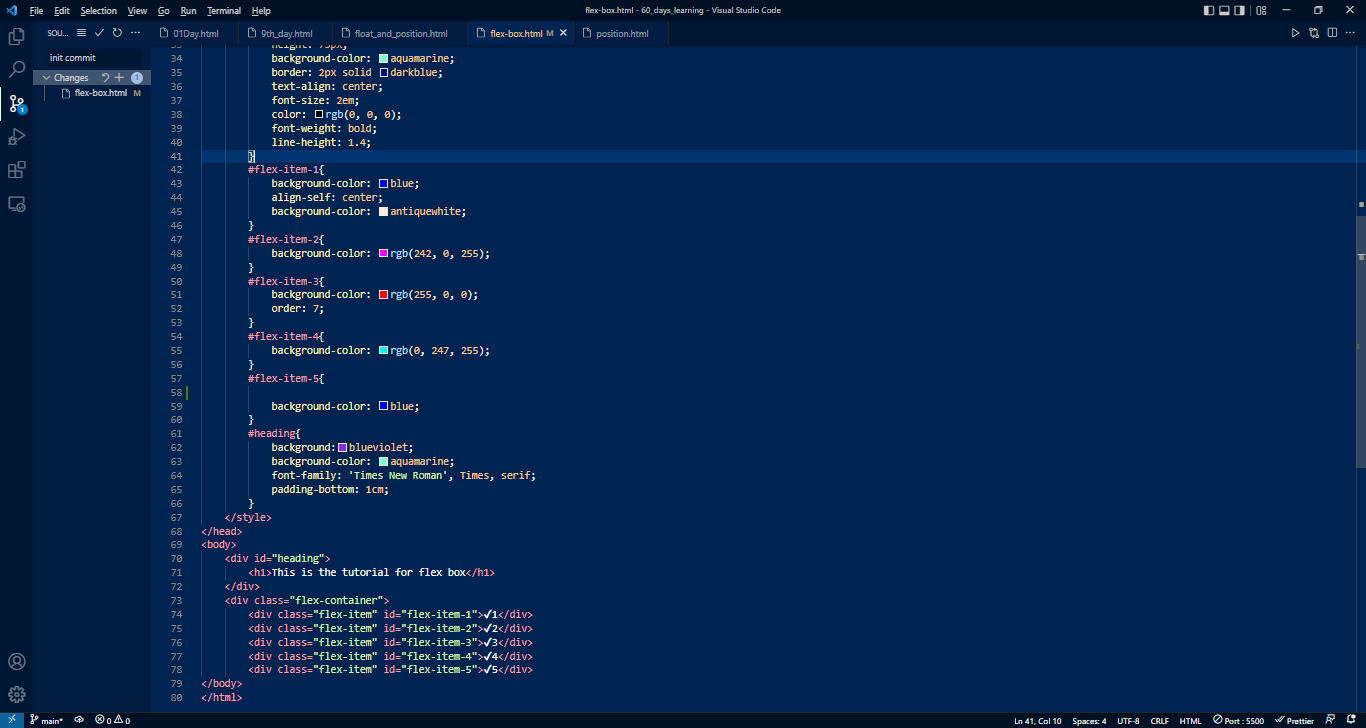 File Edit Selection View Go Run Terminal Help
flex-box.html - 60_days_learning - Visual Studio Code
SOU...
01Day.html
9th_day.html
float_and_position.html
flex-box.html M
position.html
init commit
Changes 1
flex-box.html M
1
33 height: 75px;
34 background-color: aquamarine;
35 border: 2px solid darkblue;
36 text-align: center;
37 font-size: 2em;
38 color: rgb(0, 0, 0);
39 font-weight: bold;
40 line-height: 1.4;
41 }
42 #flex-item-1{
43 background-color: blue;
44 align-self: center;
45 background-color: antiquewhite;
46 }
47 #flex-item-2{
48 background-color: rgb(242, 0, 255);
49 }
50 #flex-item-3{
51 background-color: rgb(255, 0, 0);
52 order: 7;
53 }
54 #flex-item-4{
55 background-color: rgb(0, 247, 255);
56 }
57 #flex-item-5{
58
59 background-color: blue;
60 }
61 #heading{
62 background: blueviolet;
63 background-color: aquamarine;
64 font-family: 'Times New Roman', Times, serif;
65 padding-bottom: 1cm;
66 }
67 </style>
68 </head>
69 <body>
70 <div id="heading">
71 <h1>This is the tutorial for flex box</h1>
72 </div>
73 <div class="flex-container">
74 <div class="flex-item" id="flex-item-1">✔1</div>
75 <div class="flex-item" id="flex-item-2">✔2</div>
76 <div class="flex-item" id="flex-item-3">✔3</div>
77 <div class="flex-item" id="flex-item-4">✔4</div>
78 <div class="flex-item" id="flex-item-5">✔5</div>
79 </body>
80 </html>
main* 0 0 Ln 41, Col 10 Spaces: 4 UTF-8 CRLF HTML Port : 5500 Prettier